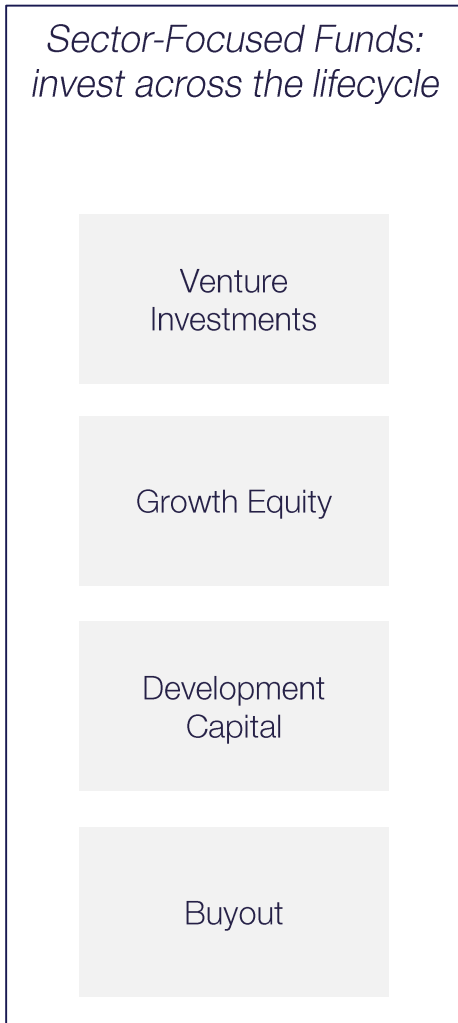 Sector-Focused Funds:
invest across the lifecycle
Venture
Investments
Growth Equity
Development
Capital
Buyout